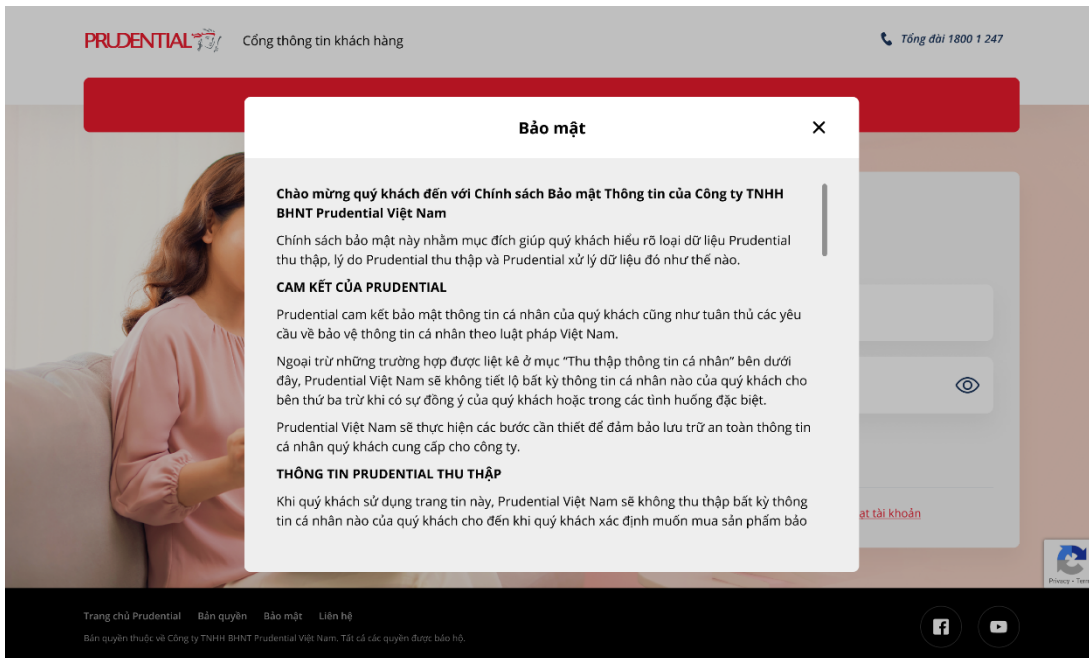 PRUDENTIAL
Cổng thông tin khách hàng
Tổng đài 1800 1 247
Bảo mật
Chào mừng quý khách đến với Chính sách Bảo mật Thông tin của Công ty TNHH
BHNT Prudential Việt Nam
Chính sách bảo mật này nhằm mục đích giúp quý khách hiểu rõ loại dữ liệu Prudential
thu thập, lý do Prudential thu thập và Prudential xử lý dữ liệu đó như thế nào.
CAM KẾT CỦA PRUDENTIAL
Prudential cam kết bảo mật thông tin cá nhân của quý khách cũng như tuân thủ các yêu
cầu về bảo vệ thông tin cá nhân theo luật pháp Việt Nam.
Ngoại trừ những trường hợp được liệt kê ở mục “Thu thập thông tin cá nhân” bên dưới
đây, Prudential Việt Nam sẽ không tiết lộ bất kỳ thông tin cá nhân nào của quý khách cho
bên thứ ba trừ khi có sự đồng ý của quý khách hoặc trong các tình huống đặc biệt.
Prudential Việt Nam sẽ thực hiện các bước cần thiết để đảm bảo lưu trữ an toàn thông tin
cá nhân quý khách cung cấp cho công ty.
THÔNG TIN PRUDENTIAL THU THẬP
Khi quý khách sử dụng trang tin này, Prudential Việt Nam sẽ không thu thập bất kỳ thông
tin cá nhân nào của quý khách cho đến khi quý khách xác định muốn mua sản phẩm bảo
ạt tài khoản
Privacy - Term
Trang chủ Prudential Bản quyền Bảo mật Liên hệ
Bản quyền thuộc về Công ty TNHH BHNT Prudential Việt Nam. Tất cả các quyền được bảo hộ.